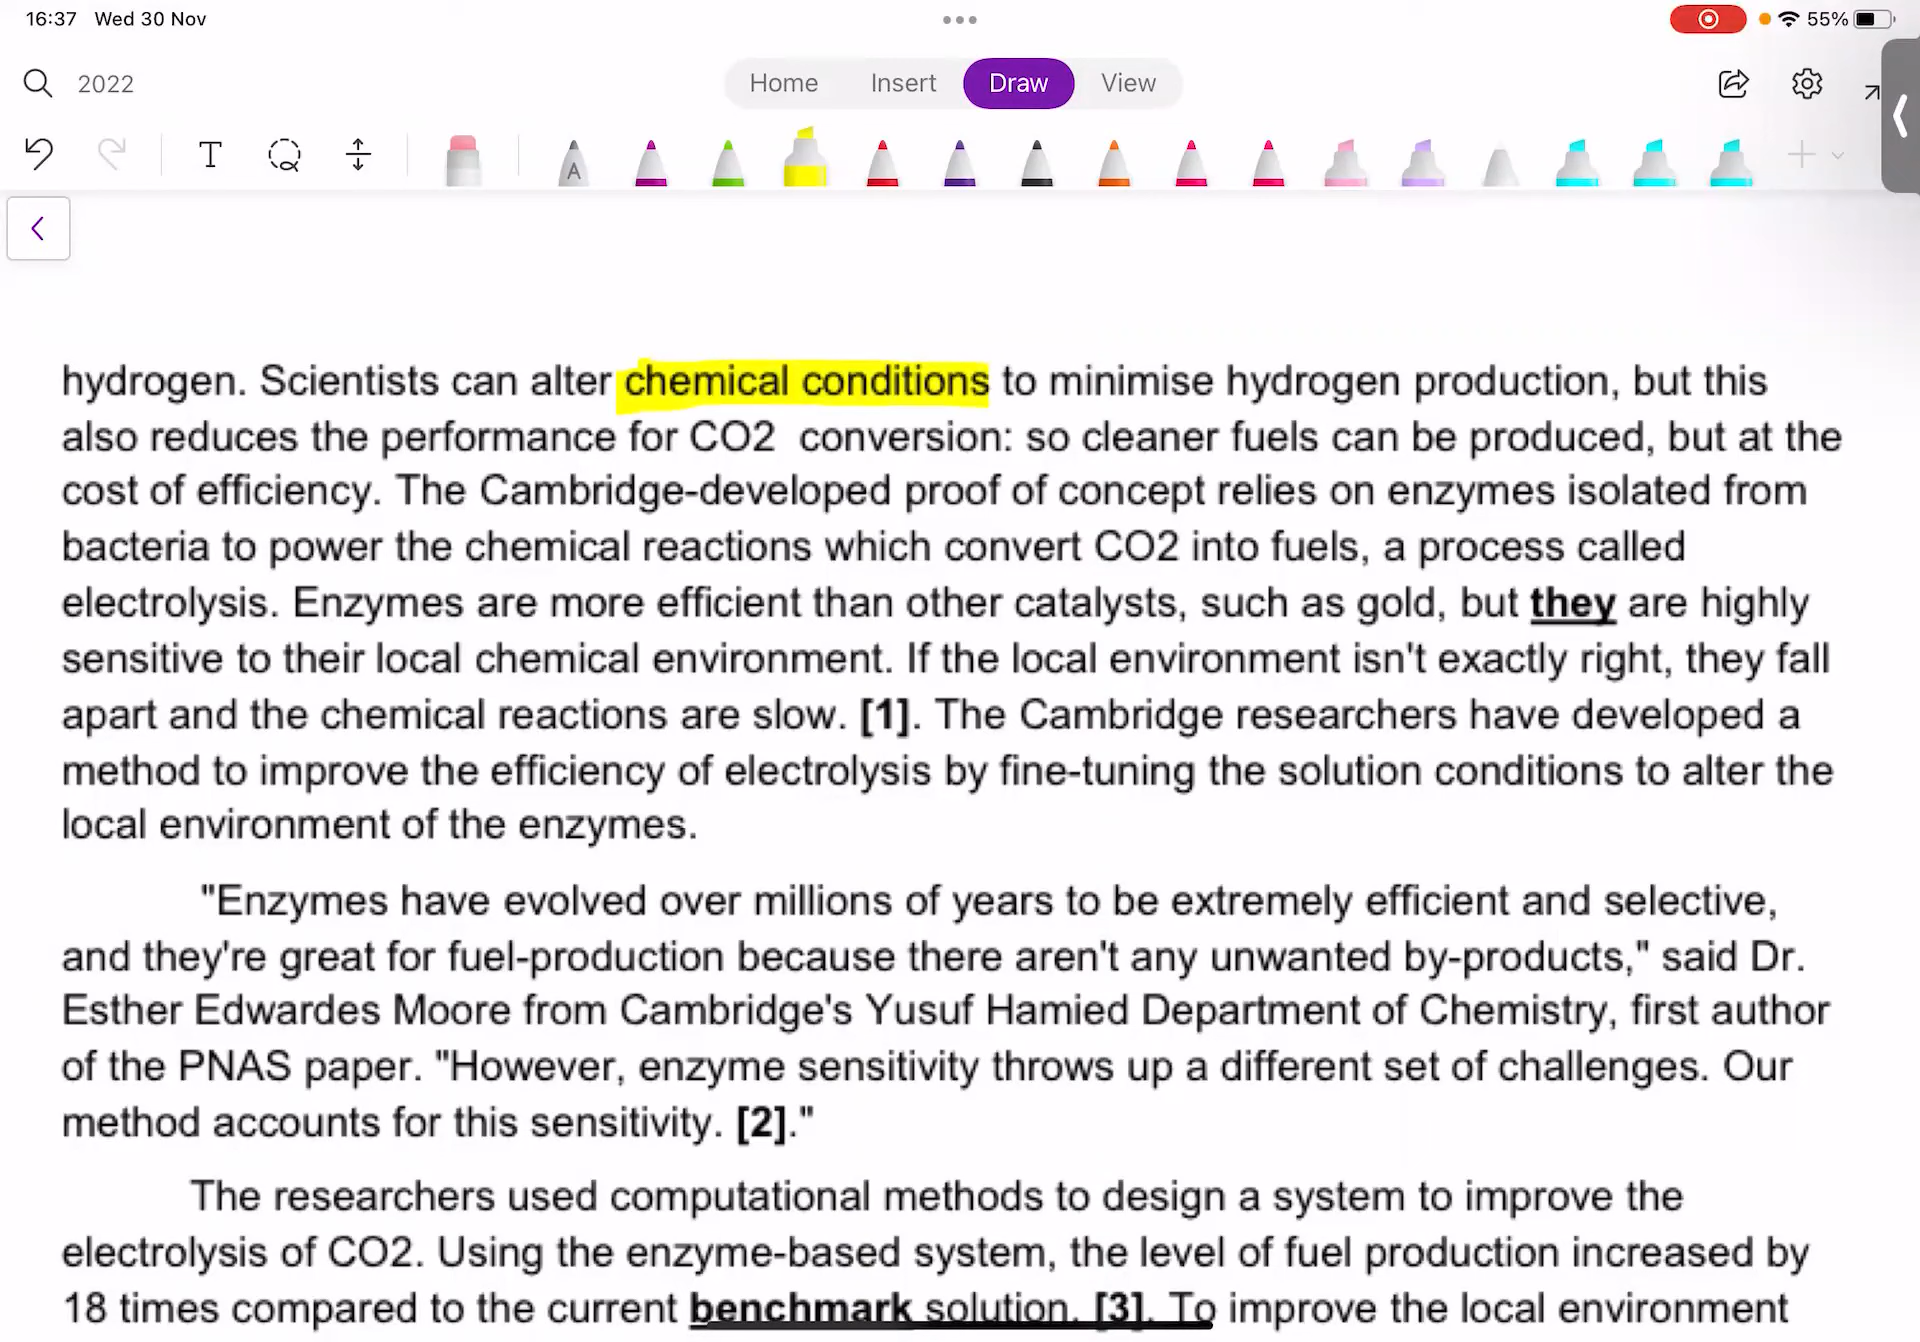 16:37 Wed 30 Nov
55%
2022
Home Insert Draw View
T
A
hydrogen. Scientists can alter chemical conditions to minimise hydrogen production, but this
also reduces the performance for CO2 conversion: so cleaner fuels can be produced, but at the
cost of efficiency. The Cambridge-developed proof of concept relies on enzymes isolated from
bacteria to power the chemical reactions which convert CO2 into fuels, a process called
electrolysis. Enzymes are more efficient than other catalysts, such as gold, but they are highly
sensitive to their local chemical environment. If the local environment isn't exactly right, they fall
apart and the chemical reactions are slow. [1]. The Cambridge researchers have developed a
method to improve the efficiency of electrolysis by fine-tuning the solution conditions to alter the
local environment of the enzymes.
"Enzymes have evolved over millions of years to be extremely efficient and selective,
and they're great for fuel-production because there aren't any unwanted by-products," said Dr.
Esther Edwardes Moore from Cambridge's Yusuf Hamied Department of Chemistry, first author
of the PNAS paper. "However, enzyme sensitivity throws up a different set of challenges. Our
method accounts for this sensitivity. [2]."
The researchers used computational methods to design a system to improve the
electrolysis of CO2. Using the enzyme-based system, the level of fuel production increased by
18 times compared to the current benchmark solution. [3]. To improve the local environment